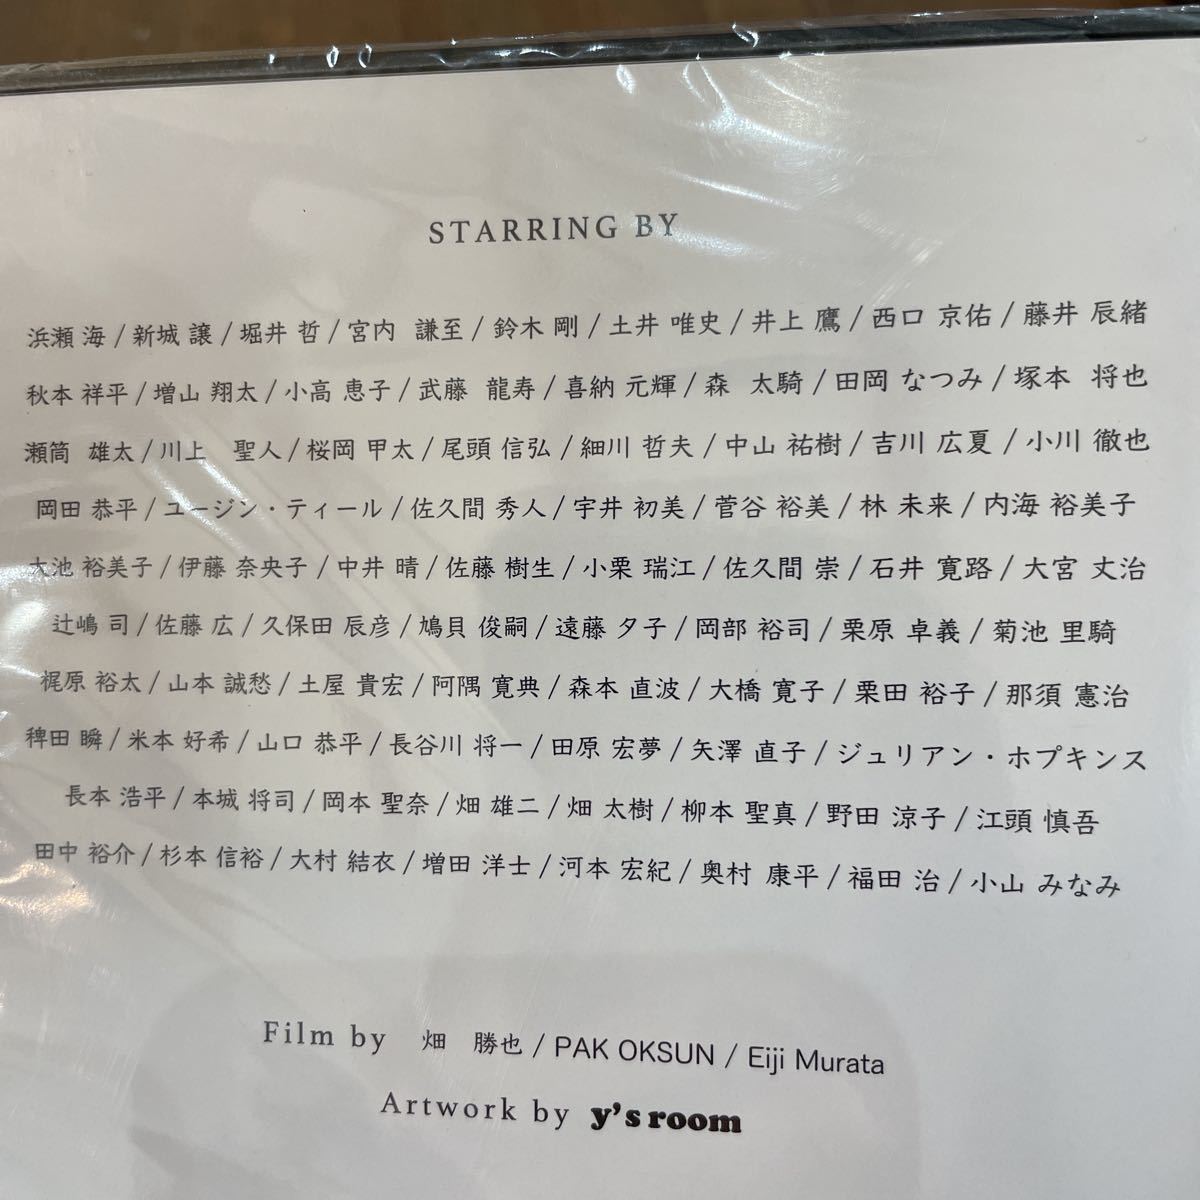 STARRING BY
浜瀬 海 / 新城 譲 / 堀井 哲 / 宮内 謙至 / 鈴木 剛 / 土井 唯史 / 井上 鷹 / 西口 京佑 / 藤井 辰緒
秋本 祥平 / 増山 翔太 / 小高 恵子 / 武藤 龍寿 / 喜納 元輝 / 森 太騎 / 田岡 なつみ / 塚本 将也
瀬筒 雄太 / 川上 聖人 / 桜岡 甲太 / 尾頭 信弘 / 細川 哲夫 / 中山 祐樹 / 吉川 広夏 / 小川 徹也
岡田 恭平 / ユージン・ティール / 佐久間 秀人 / 宇井 初美 / 菅谷 裕美 / 林 未来 / 内海 裕美子
大池 裕美子 / 伊藤 奈央子 / 中井 晴 / 佐藤 樹生 / 小栗 瑞江 / 佐久間 崇 / 石井 寛路 / 大宮 丈治
辻嶋 司 / 佐藤 広 / 久保田 辰彦 / 鳩貝 俊嗣 / 遠藤 夕子 / 岡部 裕司 / 栗原 卓義 / 菊池 里騎
梶原 裕太 / 山本 誠愁 / 土屋 貴宏 / 阿隅 寛典 / 森本 直波 / 大橋 寛子 / 栗田 裕子 / 那須 憲治
稗田 瞬 / 米本 好希 / 山口 恭平 / 長谷川 将一 / 田原 宏夢 / 矢澤 直子 / ジュリアン・ホプキンス
長本 浩平 / 本城 将司 / 岡本 聖奈 / 畑 雄二 / 畑 太樹 / 柳本 聖真 / 野田 涼子 / 江頭 慎吾
田中 裕介 / 杉本 信裕 / 大村 結衣 / 増田 洋士 / 河本 宏紀 / 奥村 康平 / 福田 治 / 小山 みなみ
Film by 畑 勝也 / PAK OKSUN / Eiji Murata
Artwork by y's room